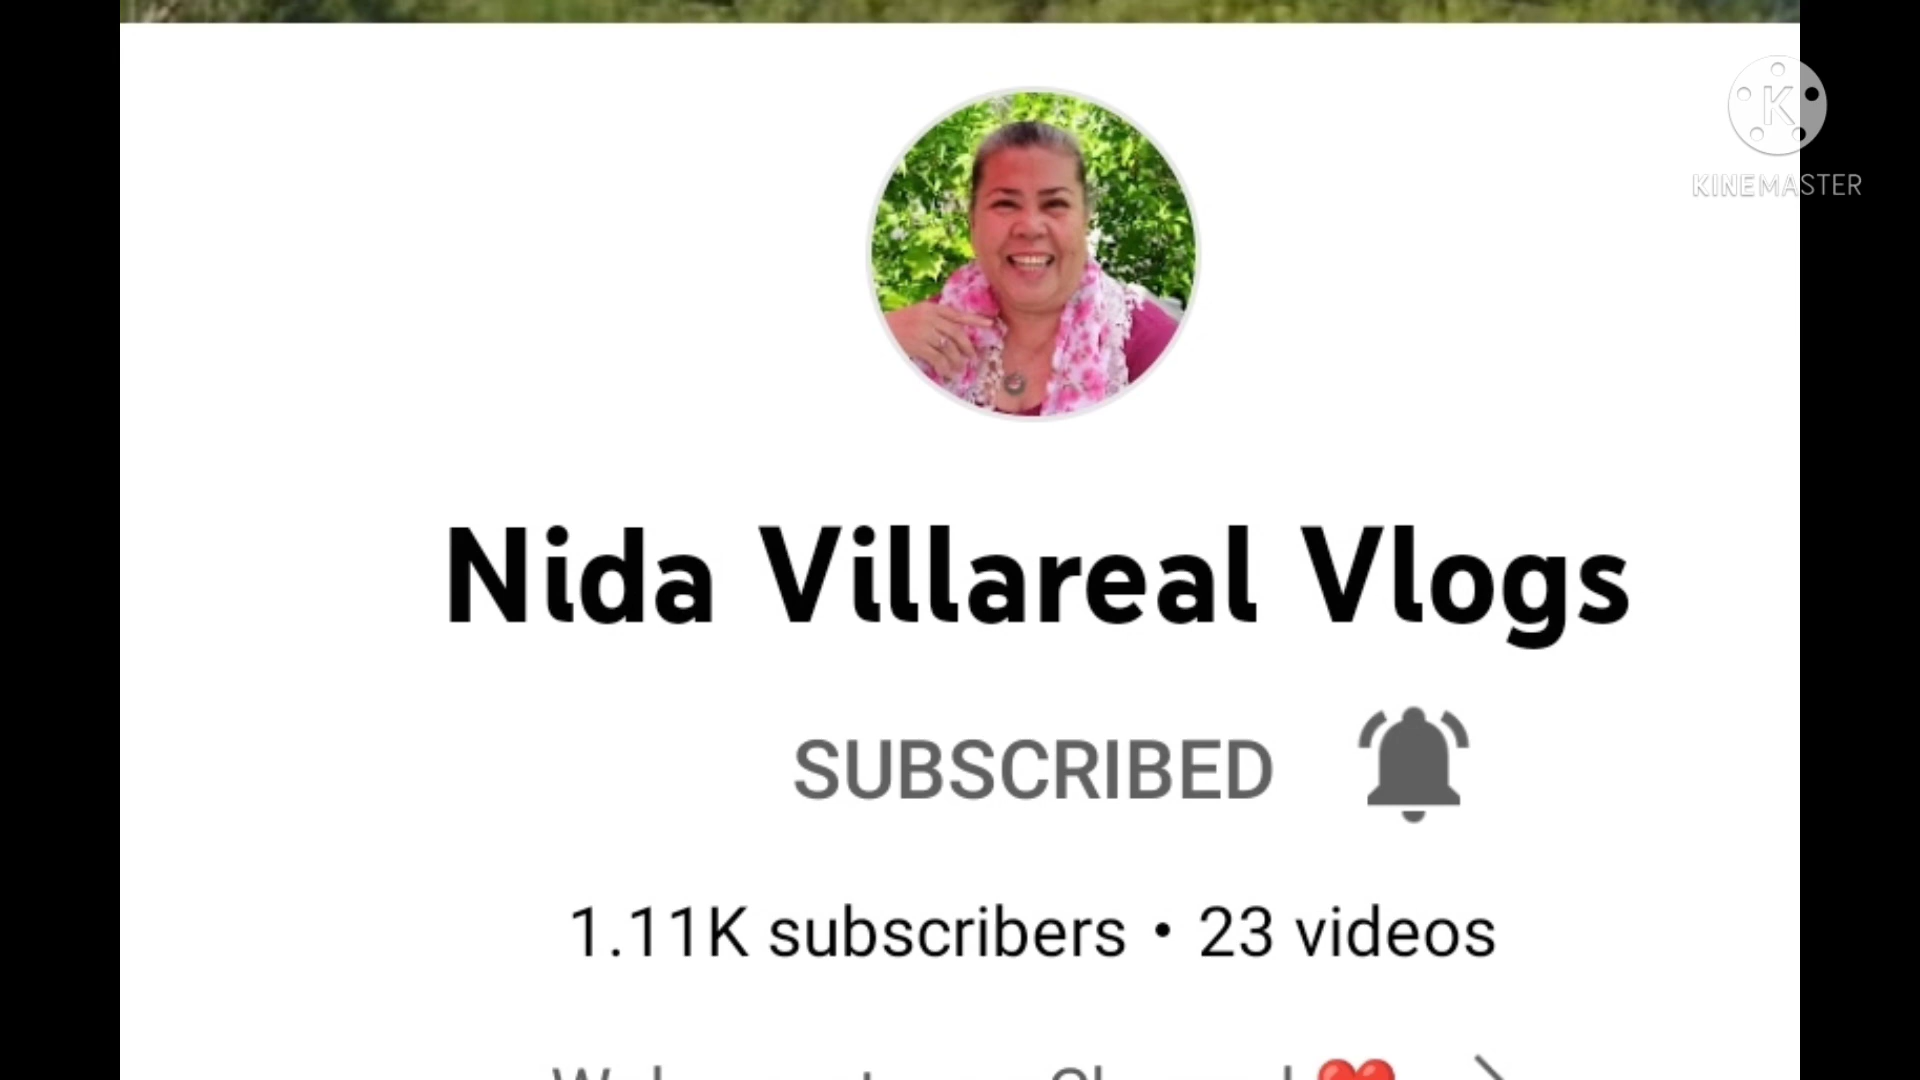 K
KINEMASTER
Nida Villareal Vlogs
SUBSCRIBED
1.11K subscribers • 23 videos